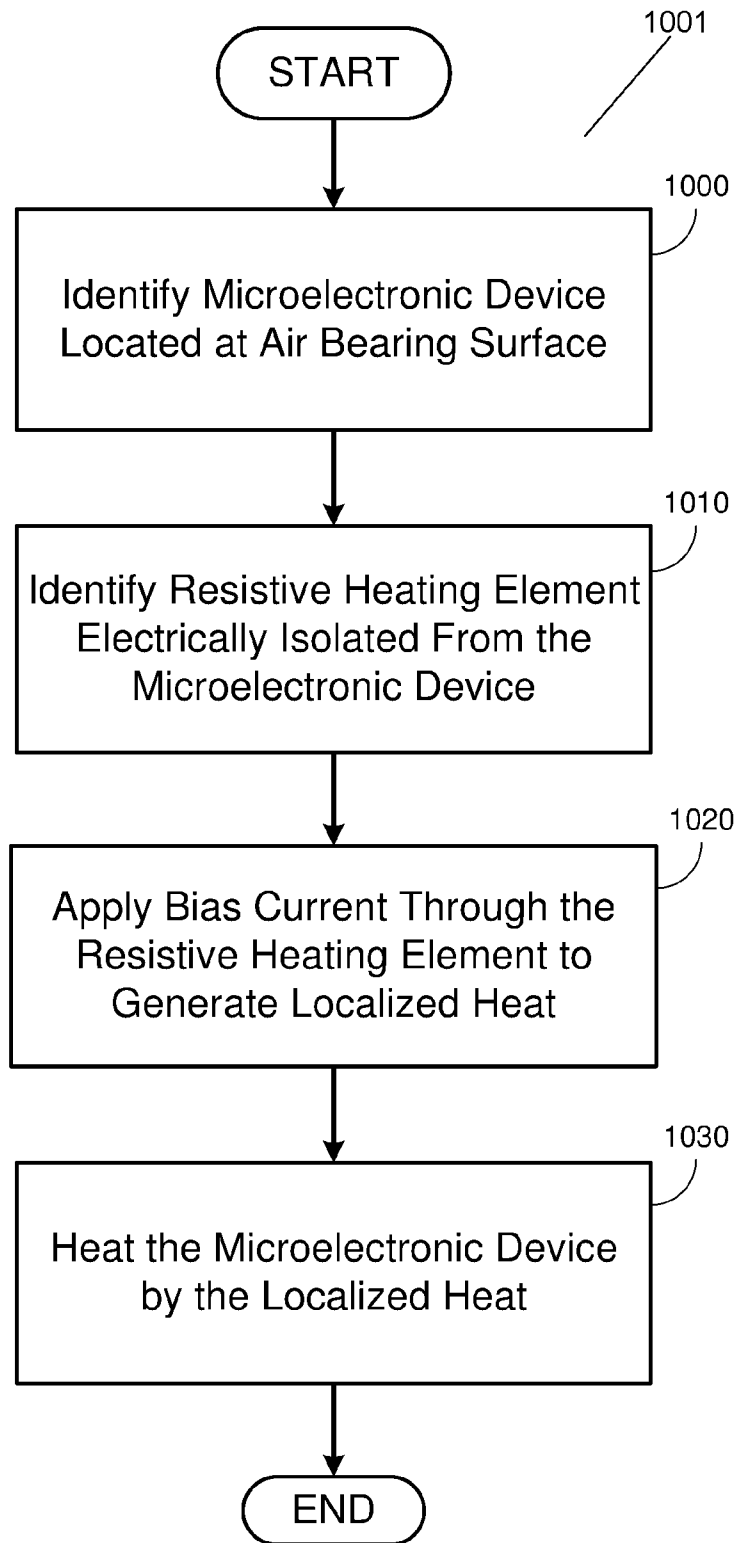 1001
START
1000
Identify Microelectronic Device
Located at Air Bearing Surface
1010
Identify Resistive Heating Element
Electrically Isolated From the
Microelectronic Device
1020
Apply Bias Current Through the
Resistive Heating Element to
Generate Localized Heat
1030
Heat the Microelectronic Device
by the Localized Heat
END